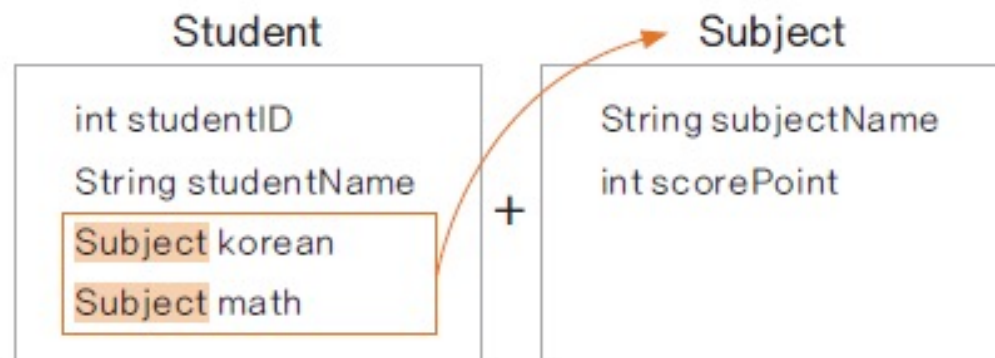 Student
int studentID
String studentName
Subject korean
Subject math
+
Subject
String subjectName
int scorePoint